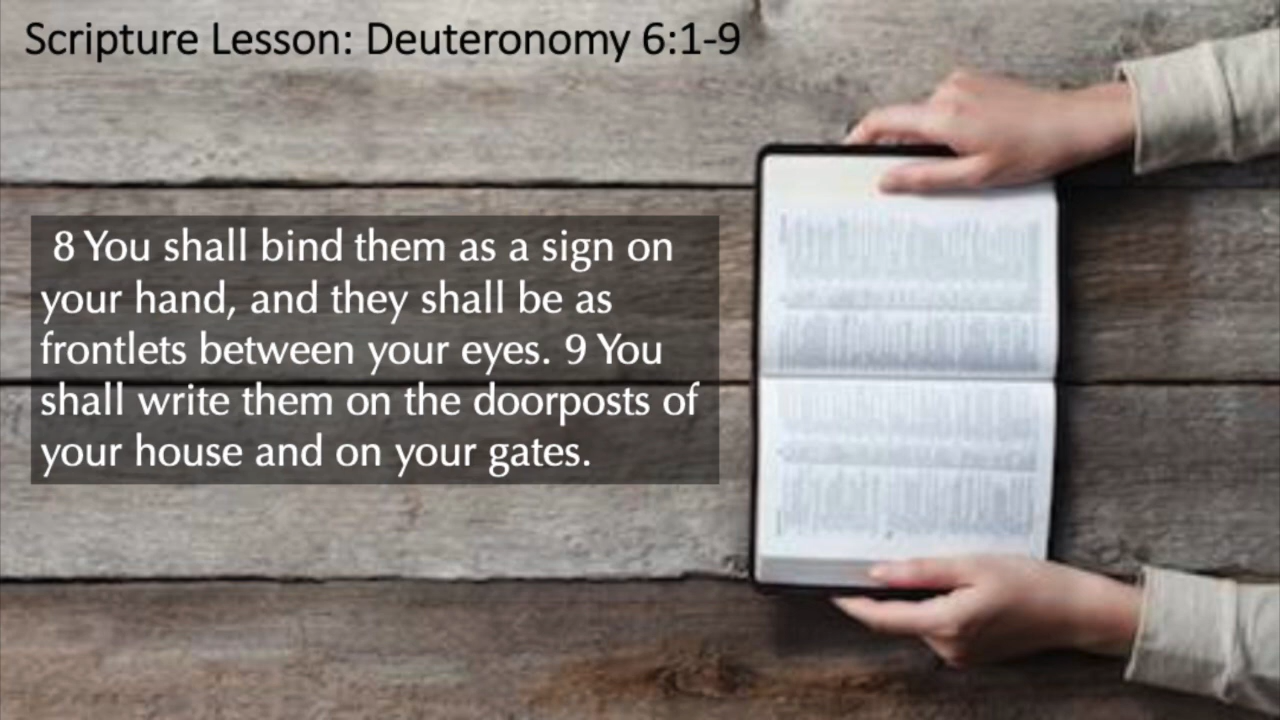 Scripture Lesson: Deuteronomy 6:1-9
8 You shall bind them as a sign on
your hand, and they shall be as
frontlets between your eyes. 9 You
shall write them on the doorposts of
your house and on your gates.